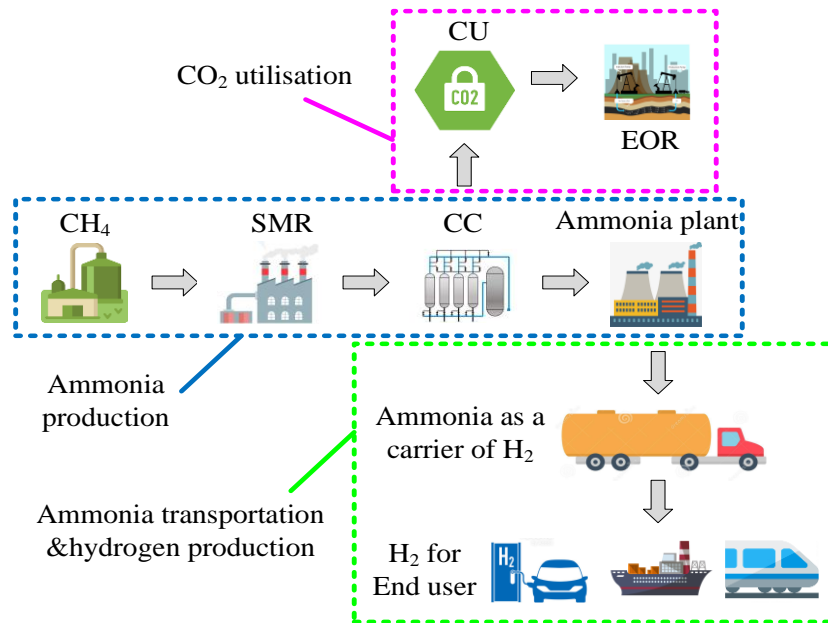 CU
CO₂ utilisation
CO2
EOR
CH₄
SMR
CC
Ammonia plant
Ammonia
production
Ammonia as a
carrier of H₂
Ammonia transportation
&hydrogen production
H₂ for
End user
H₂